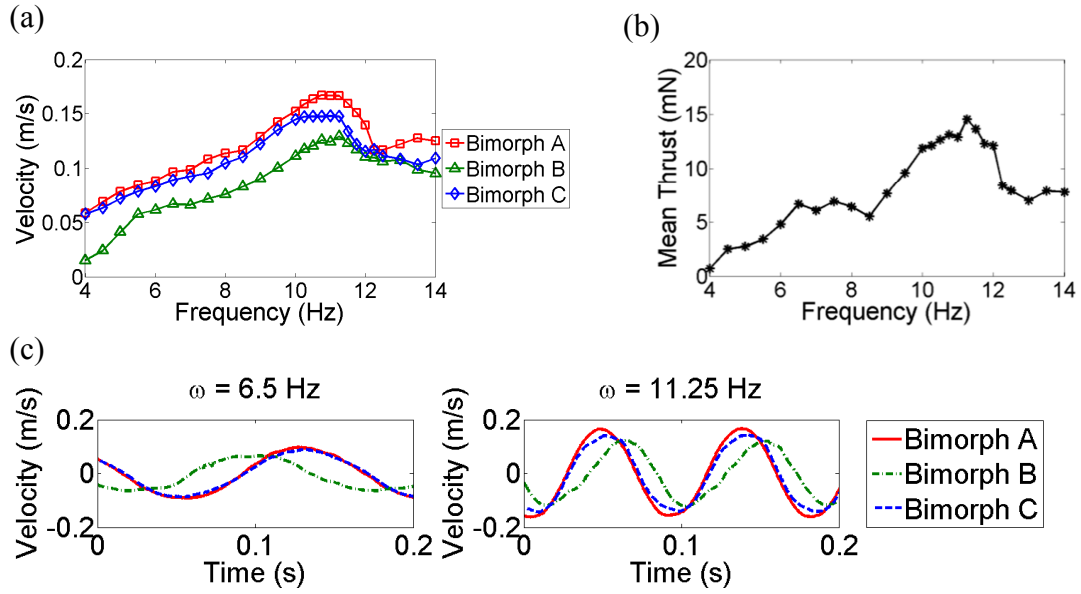 (a)
0.2
0.15
0.1
0.05
0
Velocity (m/s)
4
6
8
10
12
14
Frequency (Hz)
Bimorph A
Bimorph B
Bimorph C
(b)
20
15
10
5
0
Mean Thrust (mN)
4
6
8
10
12
14
Frequency (Hz)
(c)
ω = 6.5 Hz
Velocity (m/s)
0.2
0
-0.2
0
0.1
0.2
Time (s)
ω = 11.25 Hz
Velocity (m/s)
0.2
0
-0.2
0
0.1
0.2
Time (s)
Bimorph A
Bimorph B
Bimorph C